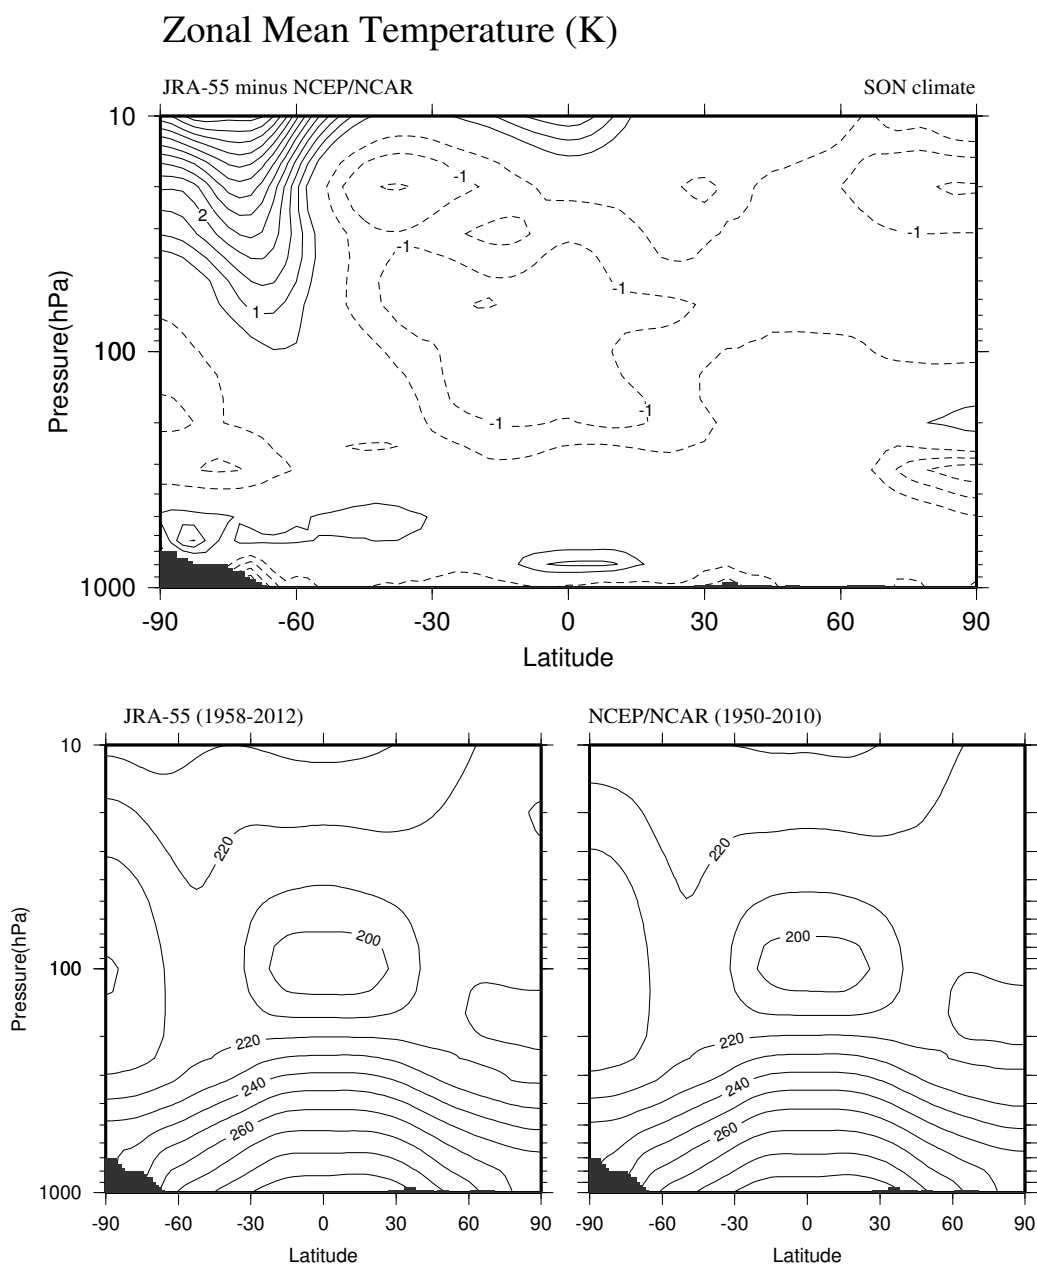 Zonal Mean Temperature (K)
JRA-55 minus NCEP/NCAR SON climate
10
-1
2
-1
-1
-1
1
100
-1
-1
1000
-90 -60 -30 0 30 60 90
Latitude
Pressure(hPa)
JRA-55 (1958-2012)
10
220
200
100
220
240
260
1000
-90 -60 -30 0 30 60 90
Latitude
Pressure(hPa)
NCEP/NCAR (1950-2010)
220
200
220
240
260
-90 -60 -30 0 30 60 90
Latitude